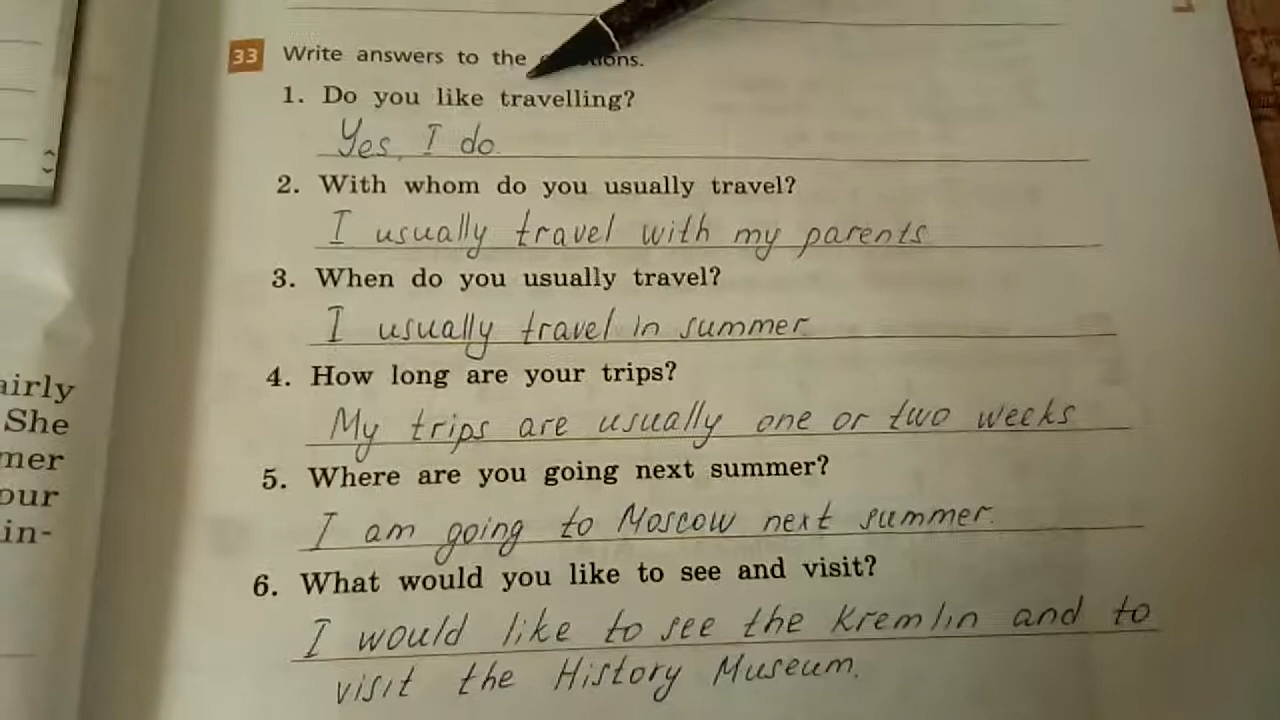 33 Write answers to the
1. Do you like travelling?
Yes, I do.
2. With whom do you usually travel?
I usually travel with my parents
3. When do you usually travel?
I usually travel in summer.
4. How long are your trips?
My trips are usually one or two weeks
5. Where are you going next summer?
I am going to Moscow next summer.
6. What would you like to see and visit?
I would like to see the Kremlin and to
visit the History Museum.
airly
She
mer
our
in-